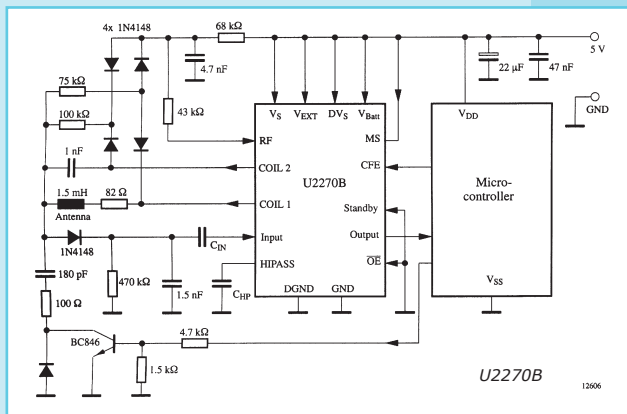 4x 1N4148
68 kΩ
5 V
4.7 nF
22 µF
47 nF
75 kΩ
43 kΩ
GND
100 kΩ
VS
VEXT
DVS
VBatt
VDD
RF
MS
1 nF
COIL 2
CFE
U2270B
Micro-
controller
1.5 mH
82 Ω
COIL 1
Antenna
Standby
1N4148
CIN
Input
Output
180 pF
470 kΩ
1.5 nF
CHP
HIPASS
OE
VSS
100 Ω
DGND
GND
BC846
4.7 kΩ
1.5 kΩ
U2270B
12606